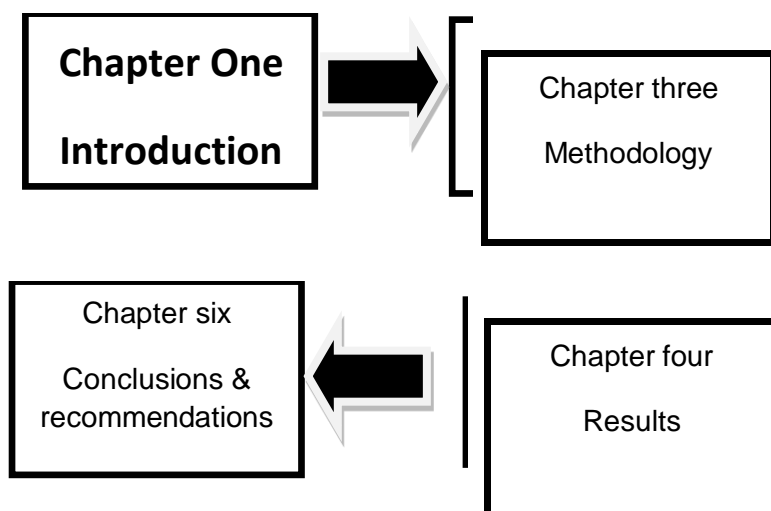 Chapter One
Introduction
Chapter three
Methodology
Chapter six
Conclusions &
recommendations
Chapter four
Results